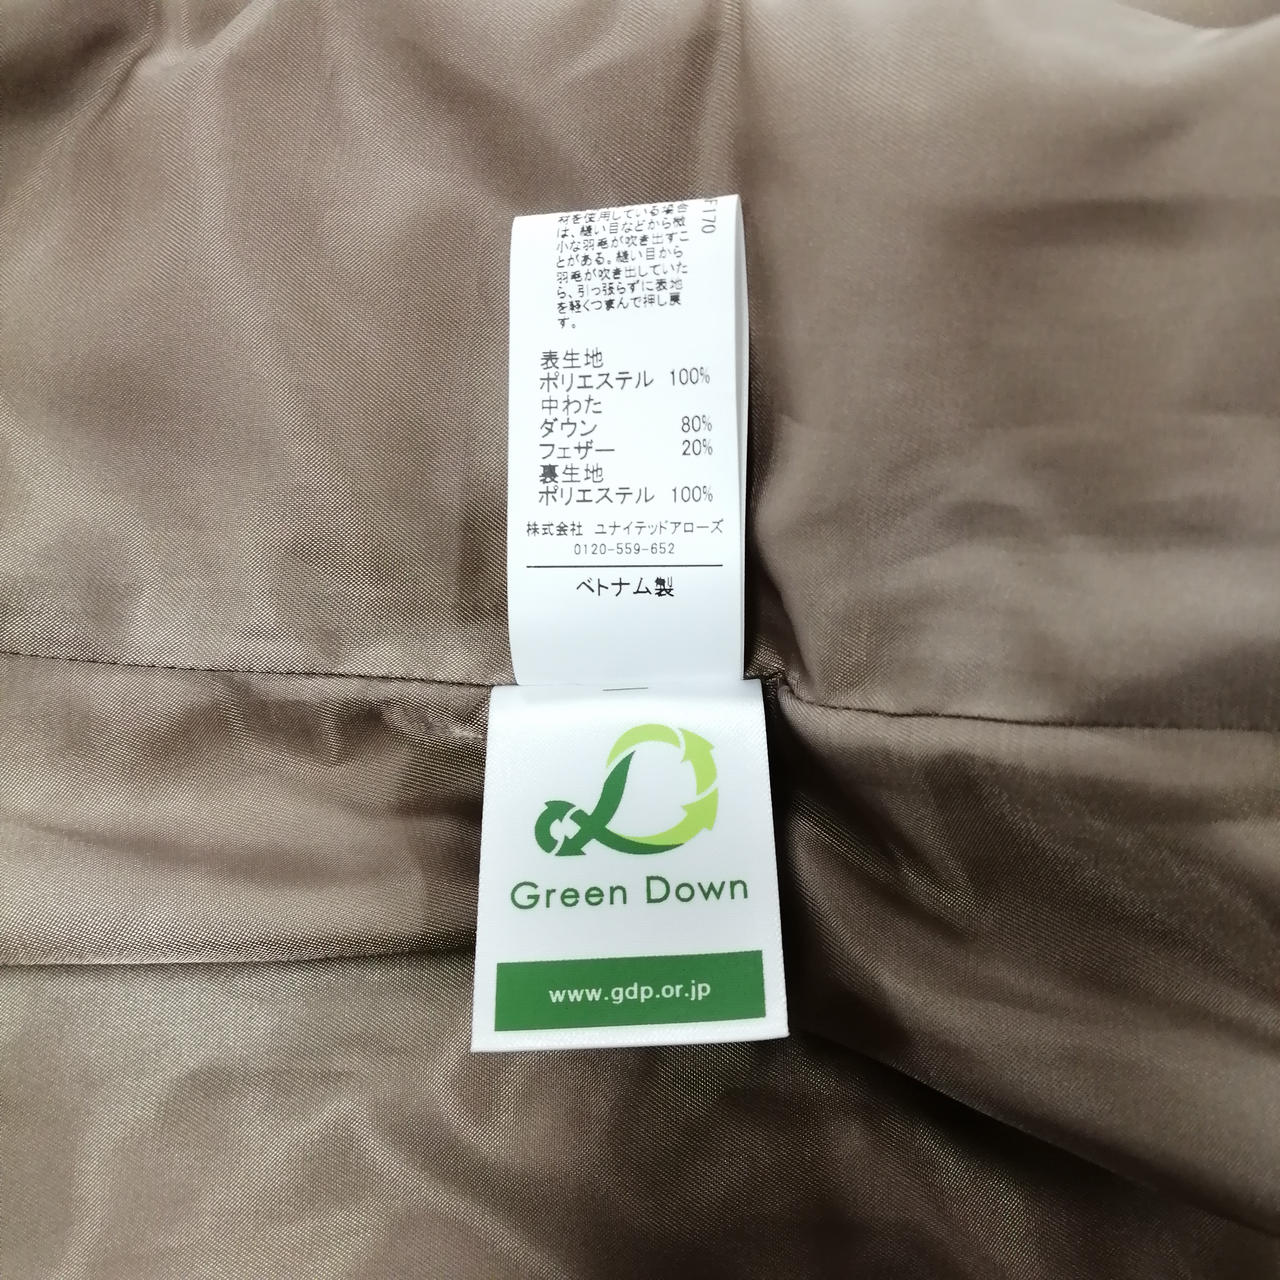 F170
材を使用している場合
は、縫い目などから微
小な羽毛が吹き出すこ
とがある。縫い目から
羽毛が吹き出していた
ら、引っ張らずに表地
を軽くつまんで押し戻
す。
表生地
ポリエステル 100%
中わた
ダウン 80%
フェザー 20%
裏生地
ポリエステル 100%
株式会社 ユナイテッドアローズ
0120-559-652
ベトナム製
Green Down
www.gdp.or.jp